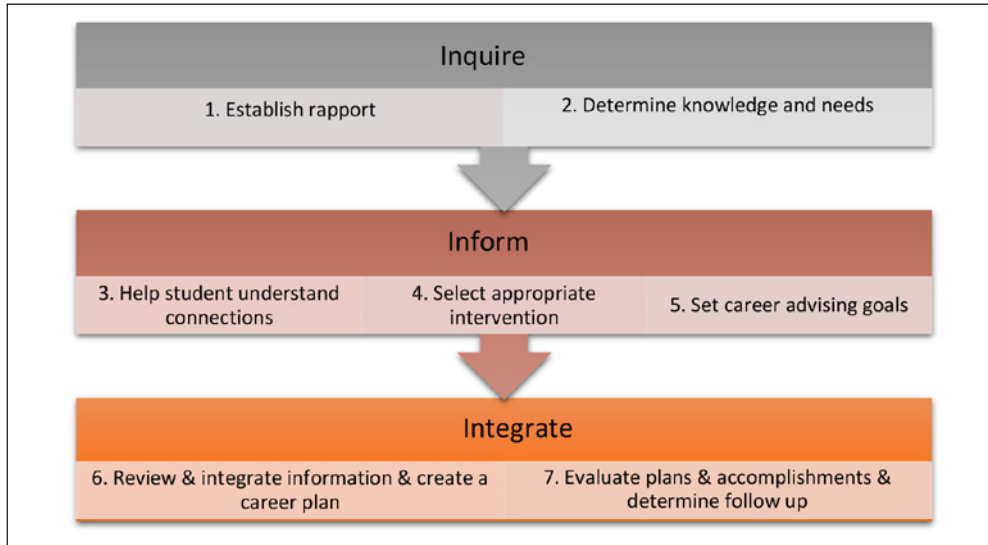 Inquire
1. Establish rapport
2. Determine knowledge and needs
Inform
3. Help student understand
connections
4. Select appropriate
intervention
5. Set career advising goals
Integrate
6. Review & integrate information & create a
career plan
7. Evaluate plans & accomplishments &
determine follow up